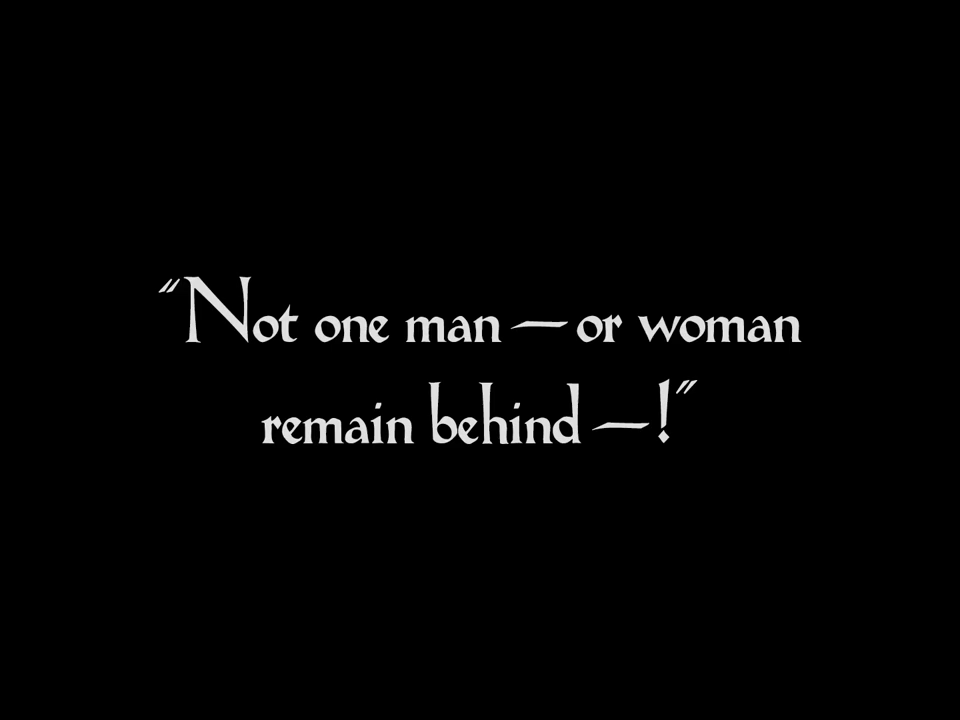 “Not one man — or woman
remain behind — !”